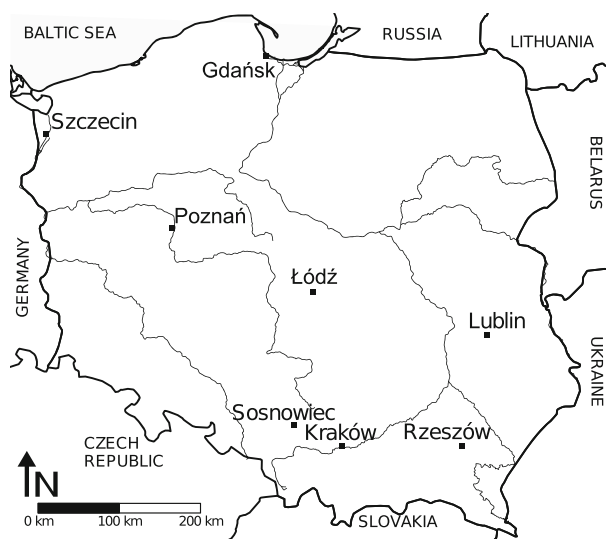 BALTIC SEA
RUSSIA
LITHUANIA
Gdańsk
Szczecin
BELARUS
Poznań
GERMANY
Łódź
Lublin
UKRAINE
Sosnowiec
Kraków
Rzeszów
CZECH
REPUBLIC
N
0 km
100 km
200 km
SLOVAKIA